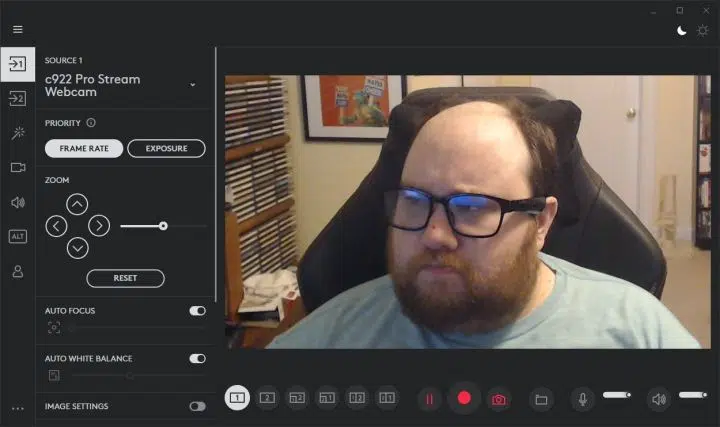 SOURCE 1
c922 Pro Stream
Webcam
PRIORITY
FRAME RATE
EXPOSURE
ZOOM
RESET
AUTO FOCUS
AUTO WHITE BALANCE
IMAGE SETTINGS
1
2
ALT
1
2
2
1
1 2
1